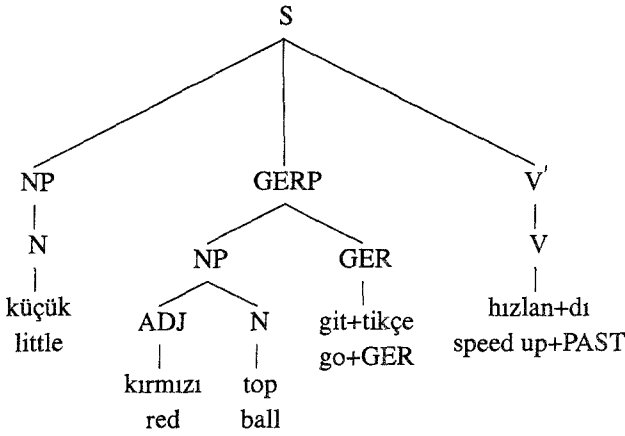 S
NP GERP V'
N NP GER V
küçük ADJ N git+tikçe hızlan+dı
little go+GER speed up+PAST
kırmızı top
red ball